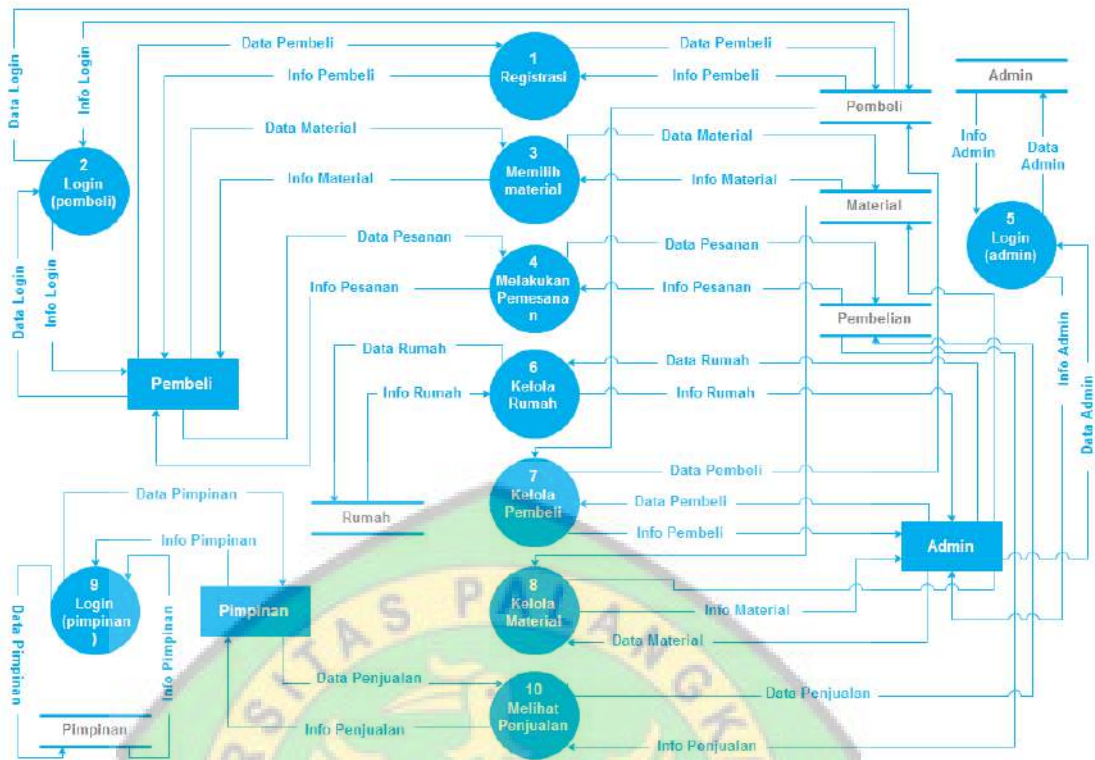 Data Pembeli
1
Registrasi
Data Pembeli
Info Pembeli
Info Pembeli
Data Login
Info Login
Admin
Pembeli
Data Material
3
Memilih
material
Data Material
Info Material
Info Material
Info
Admin
Data
Admin
2
Login
(pembeli)
Material
5
Login
(admin)
Data Pesanan
4
Melakukan
Pemesana
n
Data Pesanan
Info Pesanan
Info Pesanan
Data Login
Info Login
Pembelian
Data Rumah
6
Kelola
Rumah
Data Rumah
Info Rumah
Info Rumah
Info Admin
Data Admin
Pembeli
7
Kelola
Pembeli
Data Pembeli
Data Pembeli
Info Pembeli
Rumah
Admin
Data Pimpinan
Info Pimpinan
9
Login
(pimpinan
)
Pimpinan
8
Kelola
Material
Info Material
Data Material
Data Pimpinan
Info Pimpinan
Data Penjualan
10
Melihat
Penjualan
Data Penjualan
Info Penjualan
Info Penjualan
Pimpinan
RSITAS PALANGK